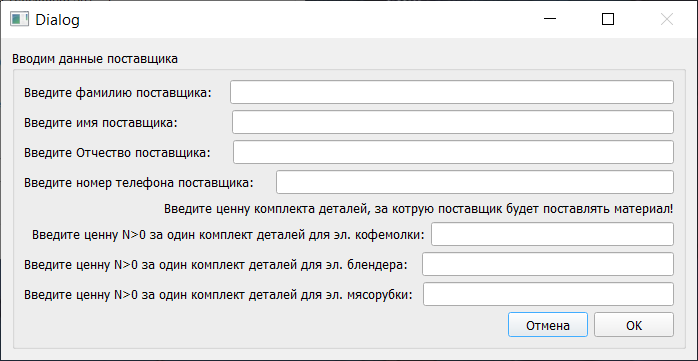 Dialog
Вводим данные поставщика
Введите фамилию поставщика:
Введите имя поставщика:
Введите Отчество поставщика:
Введите номер телефона поставщика:
Введите ценну комплекта деталей, за котрую поставщик будет поставлять материал!
Введите ценну N>0 за один комплект деталей для эл. кофемолки:
Введите ценну N>0 за один комплект деталей для эл. блендера:
Введите ценну N>0 за один комплект деталей для эл. мясорубки:
Отмена OK